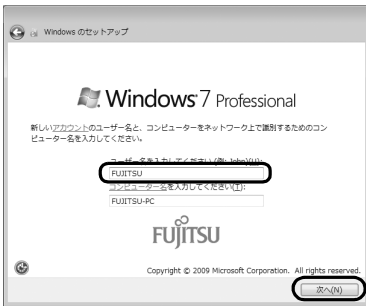 Windows のセットアップ
Windows 7 Professional
新しいアカウントのユーザー名と、コンピューターをネットワーク上で識別するためのコン
ピューター名を入力してください。
ユーザー名を入力してください (例: John)(U):
FUJITSU
コンピューター名を入力してください(T):
FUJITSU-PC
FUJITSU
Copyright © 2009 Microsoft Corporation. All rights reserved.
次へ(N)